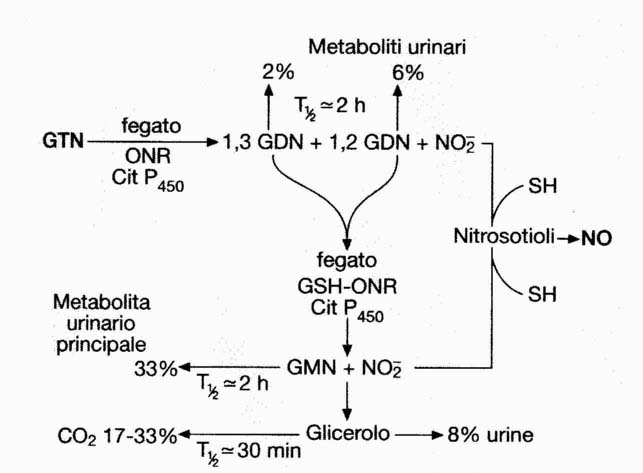 Metaboliti urinari
2% 6%
T½ ≃ 2 h
fegato
GTN 1,3 GDN + 1,2 GDN + NO₂⁻
ONR
Cit P₄₅₀
SH
Nitrosotioli NO
fegato
GSH-ONR
SH
Cit P₄₅₀
Metabolita
urinario
principale
33% GMN + NO₂⁻
T½ ≃ 2 h
CO₂ 17-33% Glicerolo 8% urine
T½ ≃ 30 min